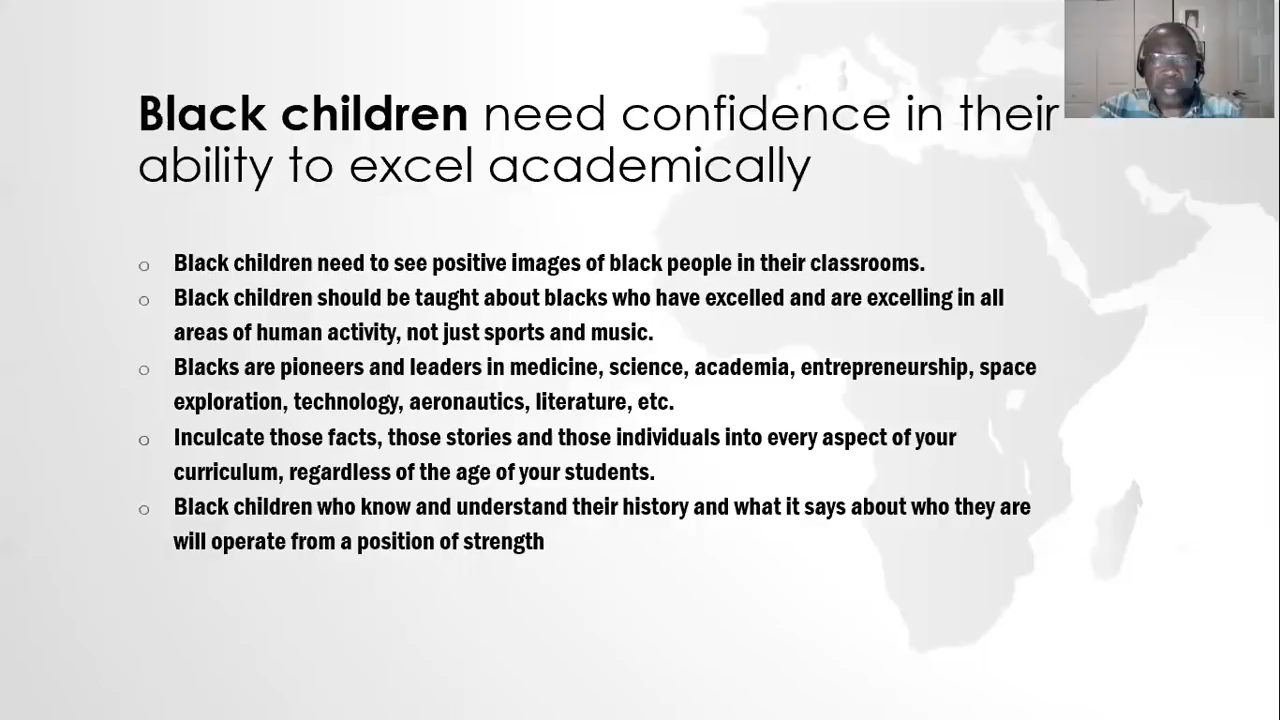 Black children need confidence in their
ability to excel academically
Black children need to see positive images of black people in their classrooms.
Black children should be taught about blacks who have excelled and are excelling in all
areas of human activity, not just sports and music.
Blacks are pioneers and leaders in medicine, science, academia, entrepreneurship, space
exploration, technology, aeronautics, literature, etc.
Inculcate those facts, those stories and those individuals into every aspect of your
curriculum, regardless of the age of your students.
Black children who know and understand their history and what it says about who they are
will operate from a position of strength